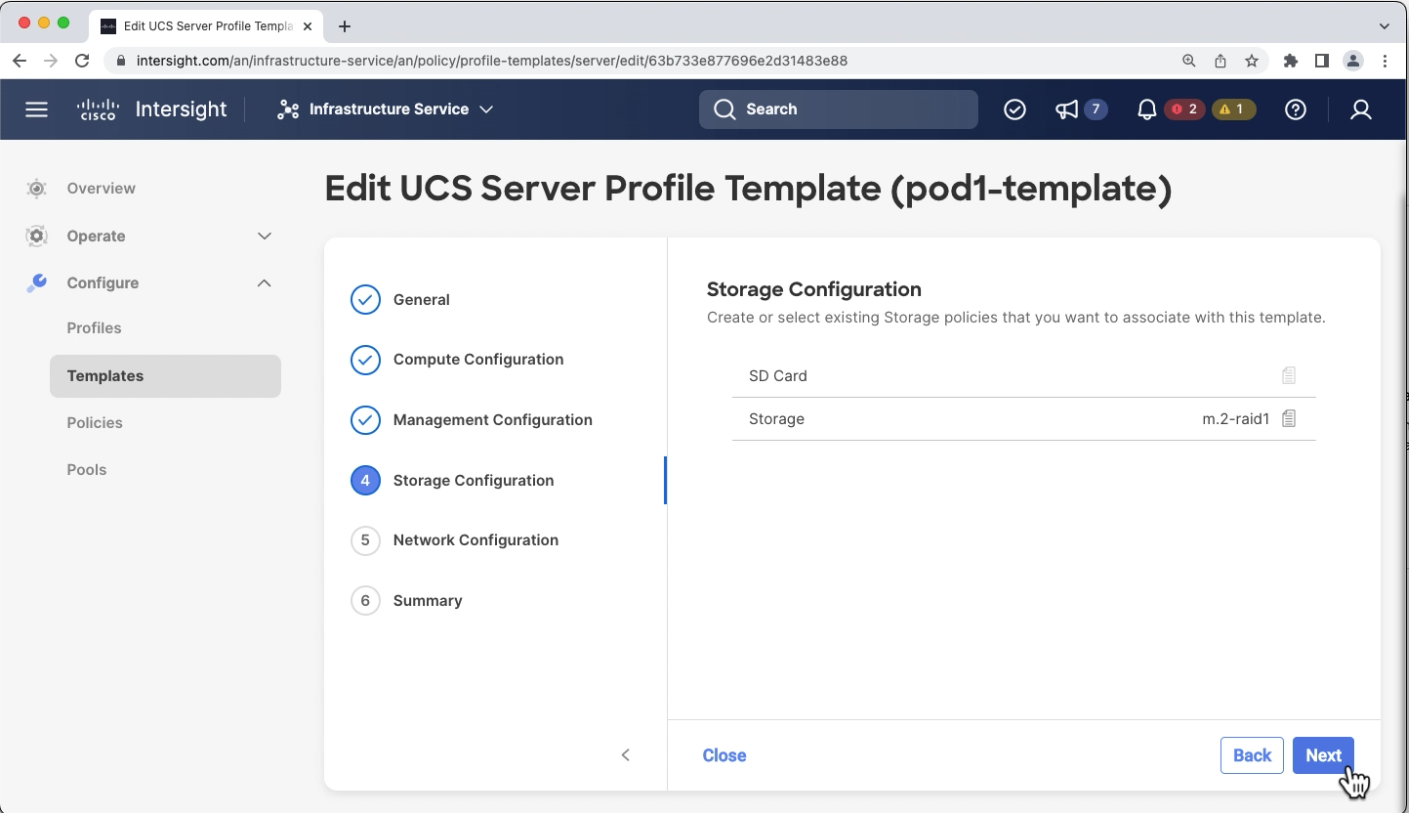 Edit UCS Server Profile Templa
intersight.com/an/infrastructure-service/an/policy/profile-templates/server/edit/63b733e877696e2d31483e88
cisco Intersight Infrastructure Service Search 7 2 1
Overview
Operate
Configure
Profiles
Templates
Policies
Pools
Edit UCS Server Profile Template (pod1-template)
General
Compute Configuration
Management Configuration
4 Storage Configuration
5 Network Configuration
6 Summary
Storage Configuration
Create or select existing Storage policies that you want to associate with this template.
SD Card
Storage m.2-raid1
Close Back Next